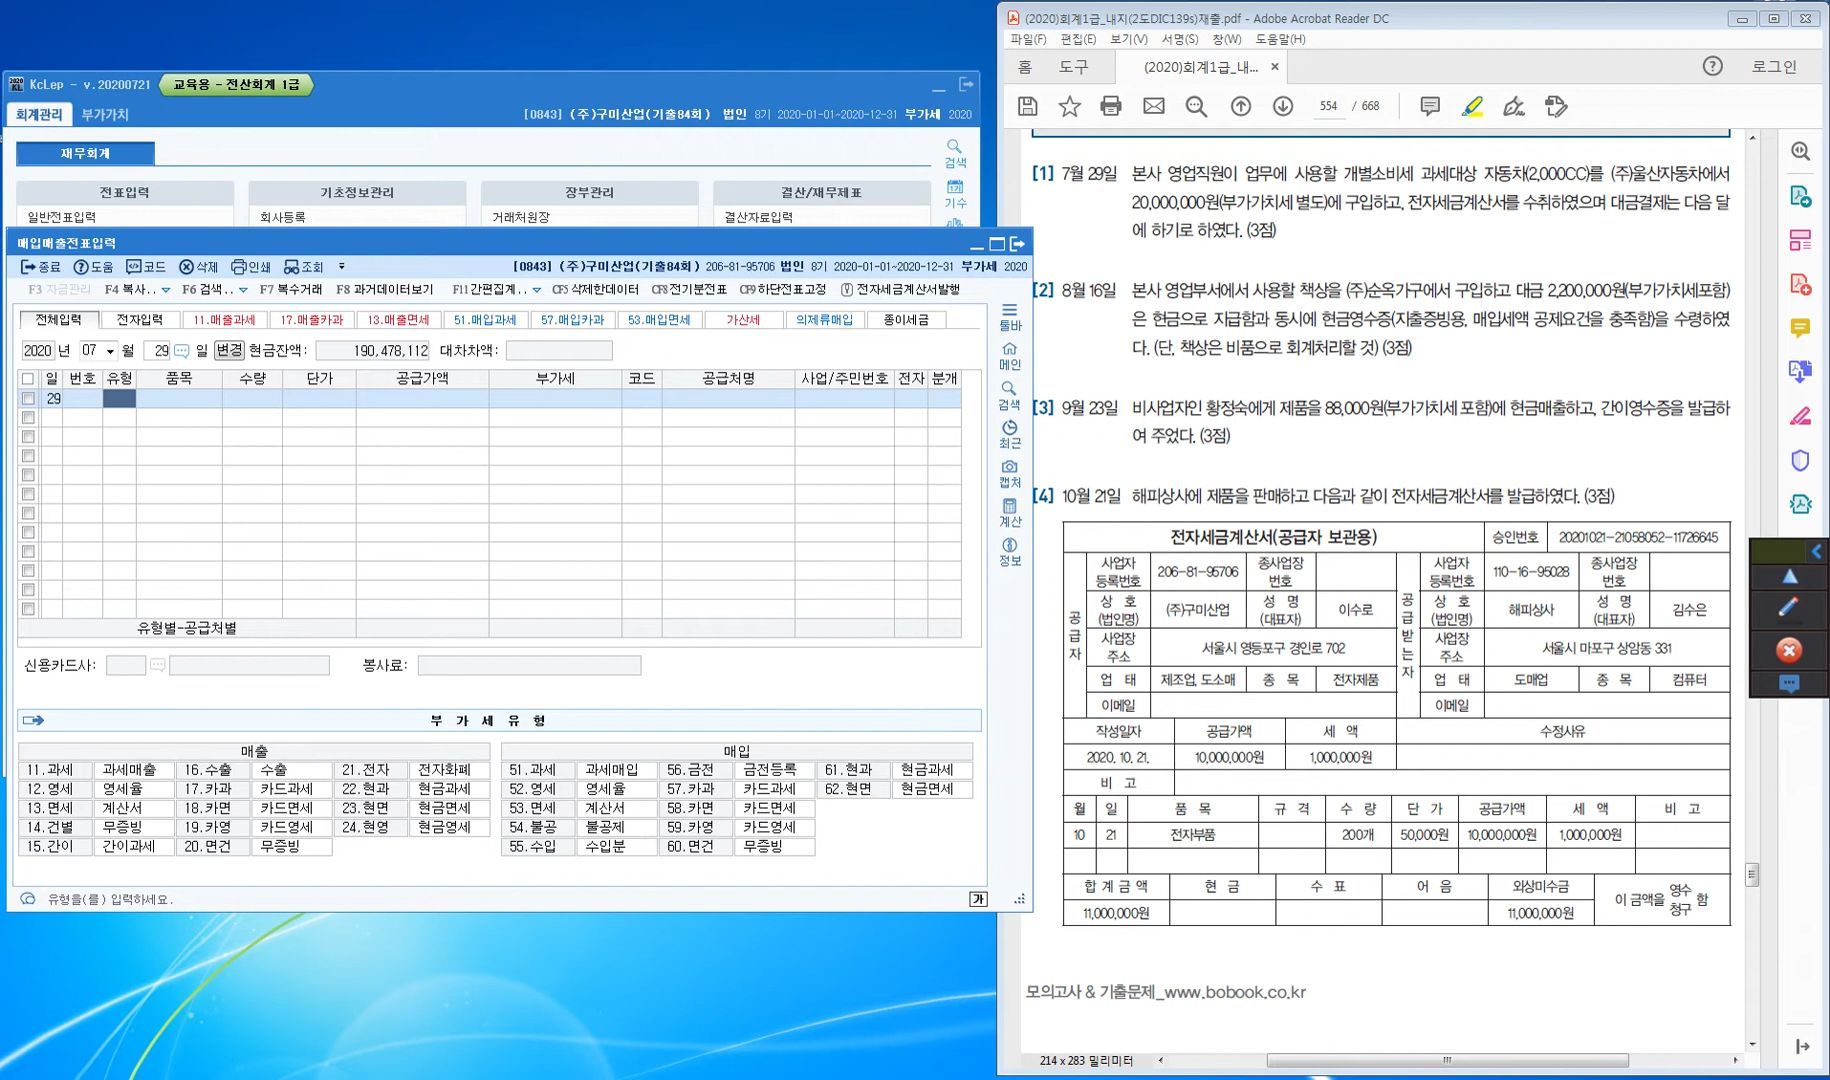 (2020)회계1급_내지(2도DIC139s)재출.pdf - Adobe Acrobat Reader DC
파일(F) 편집(E) 보기(V) 서명(S) 창(W) 도움말(H)
홈 도구 (2020)회계1급_내... × 로그인
554 / 668
KcLep - v.20200721 교육용 - 전산회계 1급
회계관리 부가가치 [0843] (주)구미산업(기출84회) 법인 8기 2020-01-01~2020-12-31 부가세 2020
재무회계
검색
전표입력 기초정보관리 장부관리 결산/재무제표
기수
일반전표입력 회사등록 거래처원장 결산자료입력
매입매출전표입력
종료 도움 코드 삭제 인쇄 조회 [0843] (주)구미산업(기출84회) 206-81-95706 법인 8기 2020-01-01~2020-12-31 부가세 2020
F3 자금관리 F4 복사.. F6 검색.. F7 복수거래 F8 과거데이터보기 F11간편집계.. CF5 삭제한데이터 CF8 전기분전표 CF9 하단전표고정 전자세금계산서발행
전체입력 전자입력 11.매출과세 17.매출카과 13.매출면세 51.매입과세 57.매입카과 53.매입면세 가산세 의제류매입 종이세금
2020 년 07 월 29 일 변경 현금잔액: 190,478,112 대차차액:
일 번호 유형 품목 수량 단가 공급가액 부가세 코드 공급처명 사업/주민번호 전자 분개
29
유형별-공급처별
신용카드사: 봉사료:
부 가 세 유 형
매출 매입
11.과세 과세매출 16.수출 수출 21.전자 전자화폐 51.과세 과세매입 56.금전 금전등록 61.현과 현금과세
12.영세 영세율 17.카과 카드과세 22.현과 현금과세 52.영세 영세율 57.카과 카드과세 62.현면 현금면세
13.면세 계산서 18.카면 카드면세 23.현면 현금면세 53.면세 계산서 58.카면 카드면세
14.건별 무증빙 19.카영 카드영세 24.현영 현금영세 54.불공 불공제 59.카영 카드영세
15.간이 간이과세 20.면건 무증빙 55.수입 수입분 60.면건 무증빙
유형을(를) 입력하세요. 가
툴바
메인
검색
최근
캡처
계산
정보
[1] 7월 29일 본사 영업직원이 업무에 사용할 개별소비세 과세대상 자동차(2,000CC)를 (주)울산자동차에서
20,000,000원(부가가치세 별도)에 구입하고, 전자세금계산서를 수취하였으며 대금결제는 다음 달
에 하기로 하였다. (3점)
[2] 8월 16일 본사 영업부서에서 사용할 책상을 (주)순옥가구에서 구입하고 대금 2,200,000원(부가가치세포함)
은 현금으로 지급함과 동시에 현금영수증(지출증빙용, 매입세액 공제요건을 충족함)을 수령하였
다. (단, 책상은 비품으로 회계처리할 것) (3점)
[3] 9월 23일 비사업자인 황정숙에게 제품을 88,000원(부가가치세 포함)에 현금매출하고, 간이영수증을 발급하
여 주었다. (3점)
[4] 10월 21일 해피상사에 제품을 판매하고 다음과 같이 전자세금계산서를 발급하였다. (3점)
전자세금계산서(공급자 보관용) 승인번호 20201021-21058052-11726645
공급자 사업자 등록번호 206-81-95706 종사업장 번호 공급받는자 사업자 등록번호 110-16-95028 종사업장 번호
상 호 (법인명) (주)구미산업 성 명 (대표자) 이수로 상 호 (법인명) 해피상사 성 명 (대표자) 김수은
사업장 주소 서울시 영등포구 경인로 702 사업장 주소 서울시 마포구 상암동 331
업 태 제조업, 도소매 종 목 전자제품 업 태 도매업 종 목 컴퓨터
이메일 이메일
작성일자 공급가액 세 액 수정사유
2020. 10. 21. 10,000,000원 1,000,000원
비 고
월 일 품 목 규 격 수 량 단 가 공급가액 세 액 비 고
10 21 전자부품 200개 50,000원 10,000,000원 1,000,000원
합 계 금 액 현 금 수 표 어 음 외상미수금 이 금액을 영수 청구 함
11,000,000원 11,000,000원
모의고사 & 기출문제_www.bobook.co.kr
214 x 283 밀리미터